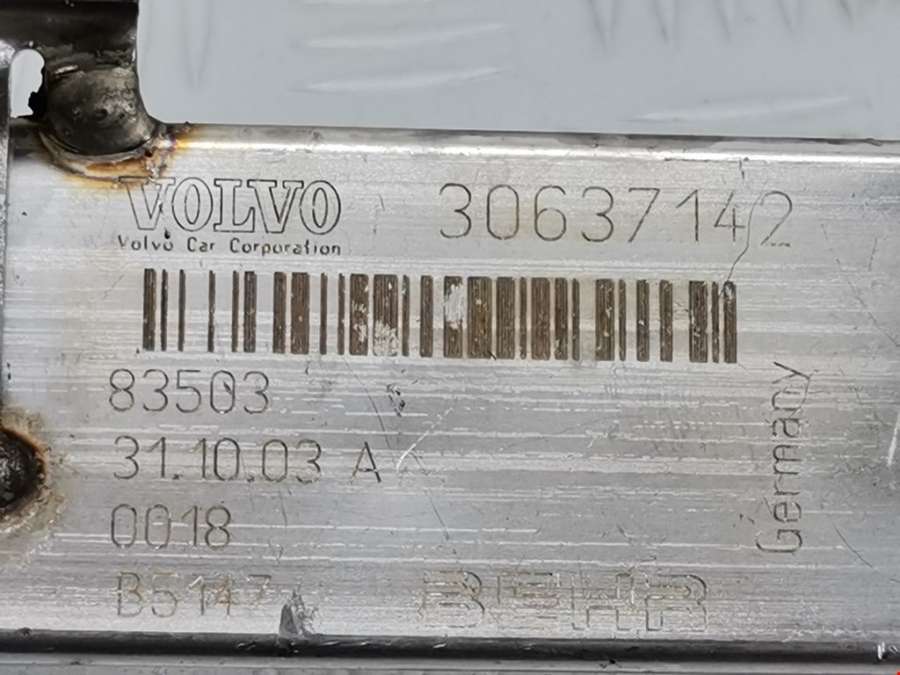 VOLVO 30637142
Volvo Car Corporation
83503
31.10.03 A
0018
B5147 BEHR
Germany